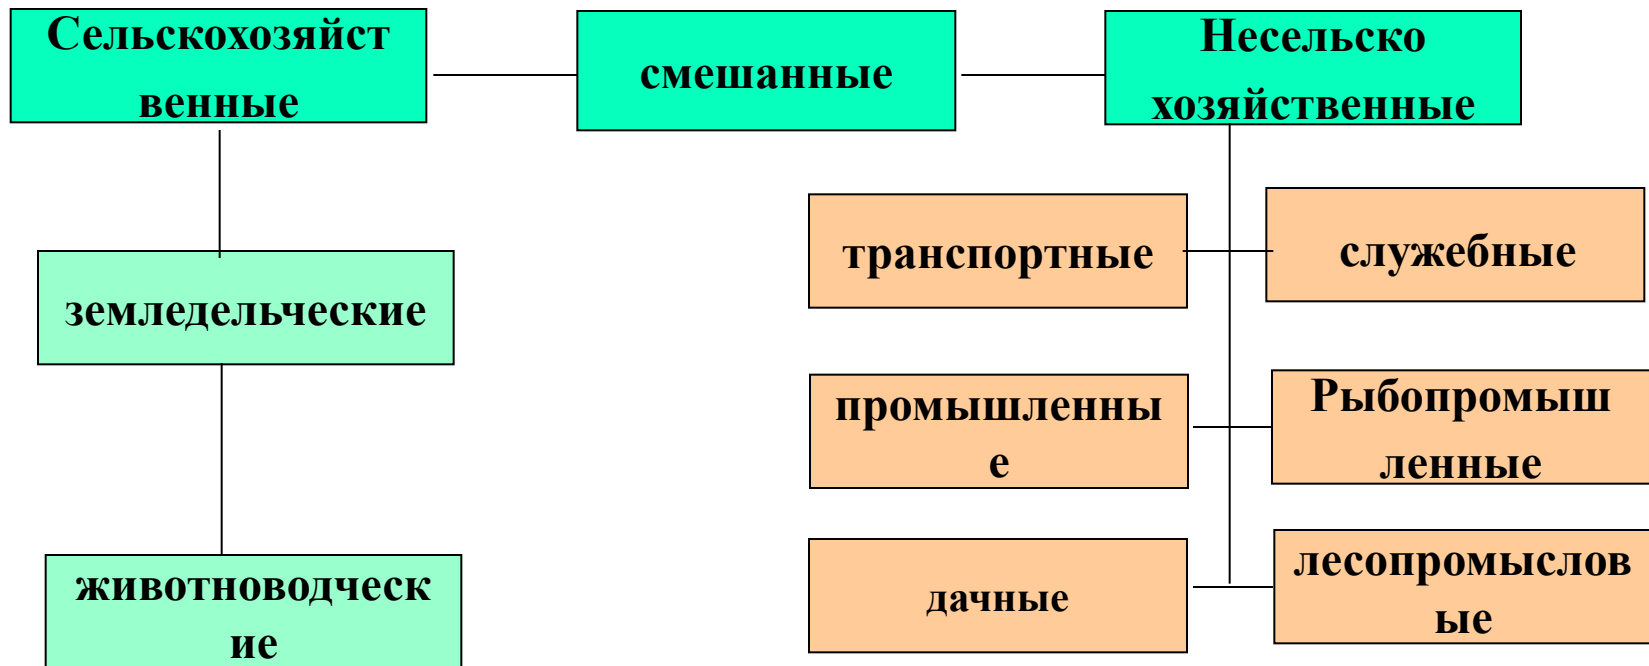 Сельскохозяйст
венные
смешанные
Несельско
хозяйственные
транспортные
служебные
земледельческие
промышленны
е
Рыбопромыш
ленные
животноводческ
ие
дачные
лесопромыслов
ые